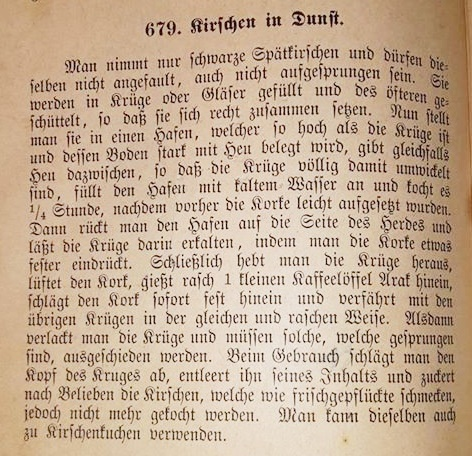 679. Kirschen in Dunst.
Man nimmt nur schwarze Spätkirschen und dürfen die-
selben nicht angefault, auch nicht aufgesprungen sein. Sie
werden in Krüge oder Gläser gefüllt und des öfteren ge-
schüttelt, so daß sie sich recht zusammen setzen. Nun stellt
man sie in einen Hafen, welcher so hoch als die Krüge ist
und dessen Boden stark mit Heu belegt wird, gibt gleichfalls
Heu dazwischen, so daß die Krüge völlig damit umwickelt
sind, füllt den Hafen mit kaltem Wasser an und kocht es
1/4 Stunde, nachdem vorher die Korke leicht aufgesetzt wurden.
Dann rückt man den Hafen auf die Seite des Herdes und
läßt die Krüge darin erkalten, indem man die Korke etwas
fester eindrückt. Schließlich hebt man die Krüge heraus,
lüftet den Kork, gießt rasch 1 kleinen Kaffeelöffel Arak hinein,
schlägt den Kork sofort fest hinein und verfährt mit den
übrigen Krügen in der gleichen und raschen Weise. Alsdann
verlackt man die Krüge und müssen solche, welche gesprungen
sind, ausgeschieden werden. Beim Gebrauch schlägt man den
Kopf des Kruges ab, entleert ihn seines Inhalts und zuckert
nach Belieben die Kirschen, welche wie frischgepflückte schmecken,
jedoch nicht mehr gekocht werden. Man kann dieselben auch
zu Kirschenkuchen verwenden.